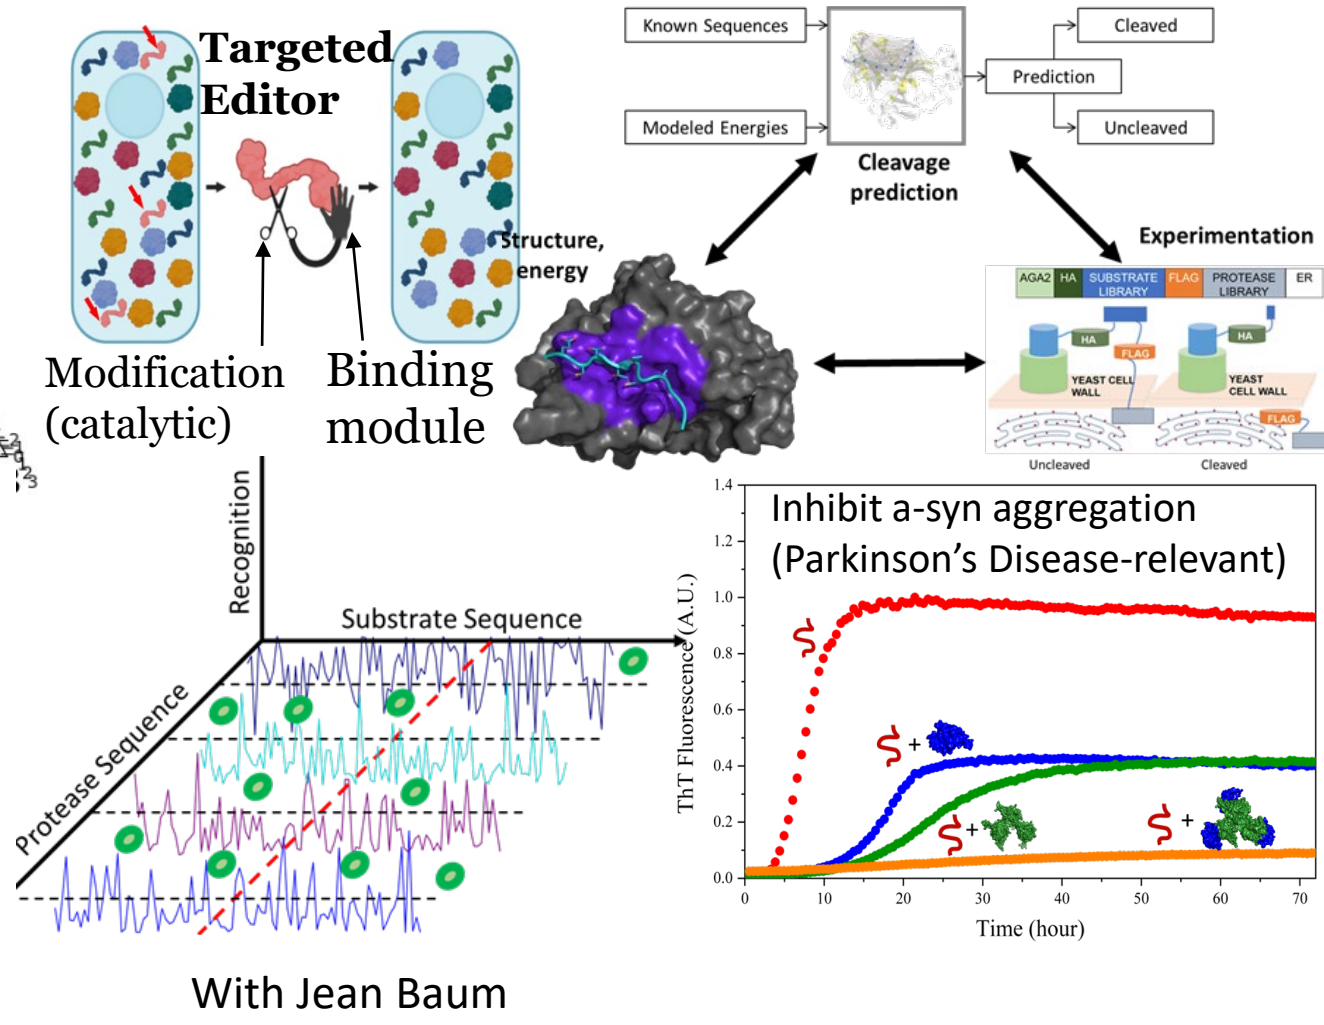 Targeted
Editor
Modification
(catalytic)
Binding
module
Known Sequences
Modeled Energies
Cleavage
prediction
Prediction
Cleaved
Uncleaved
Structure,
energy
Experimentation
AGA2
HA
SUBSTRATE
LIBRARY
FLAG
PROTEASE
LIBRARY
ER
HA
FLAG
YEAST CELL
WALL
Uncleaved
HA
YEAST
CELL WALL
FLAG
Cleaved
Recognition
Substrate Sequence
Protease Sequence
With Jean Baum
Inhibit a-syn aggregation
(Parkinson's Disease-relevant)
ThT Fluorescence (A.U.)
1.4
1.2
1.0
0.8
0.6
0.4
0.2
0.0
+
+
+
0 10 20 30 40 50 60 70
Time (hour)